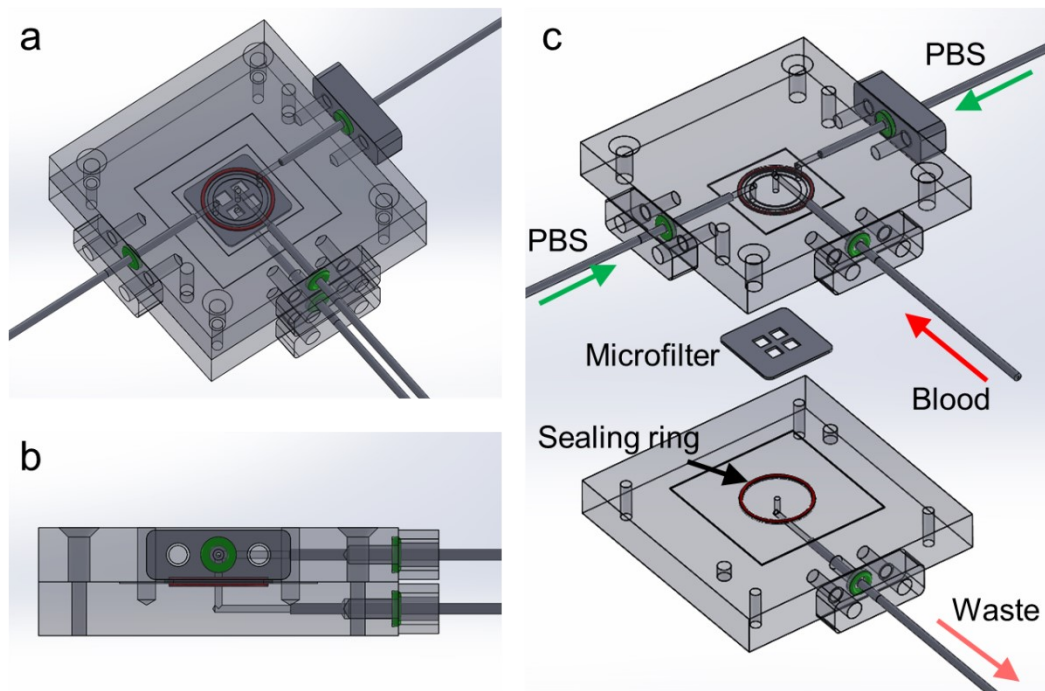 a
c
PBS
PBS
Microfilter
Blood
Sealing ring
b
Waste